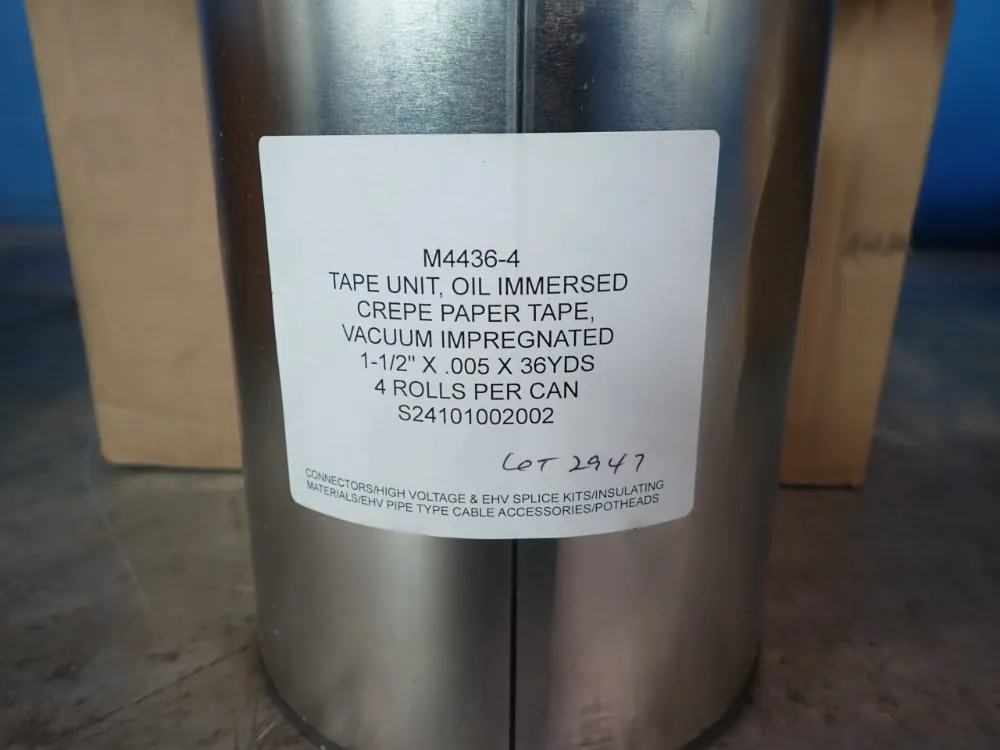 M4436-4
TAPE UNIT, OIL IMMERSED
CREPE PAPER TAPE,
VACUUM IMPREGNATED
1-1/2" X .005 X 36YDS
4 ROLLS PER CAN
S24101002002
LOT 2947
CONNECTORS/HIGH VOLTAGE & EHV SPLICE KITS/INSULATING
MATERIALS/EHV PIPE TYPE CABLE ACCESSORIES/POTHEADS